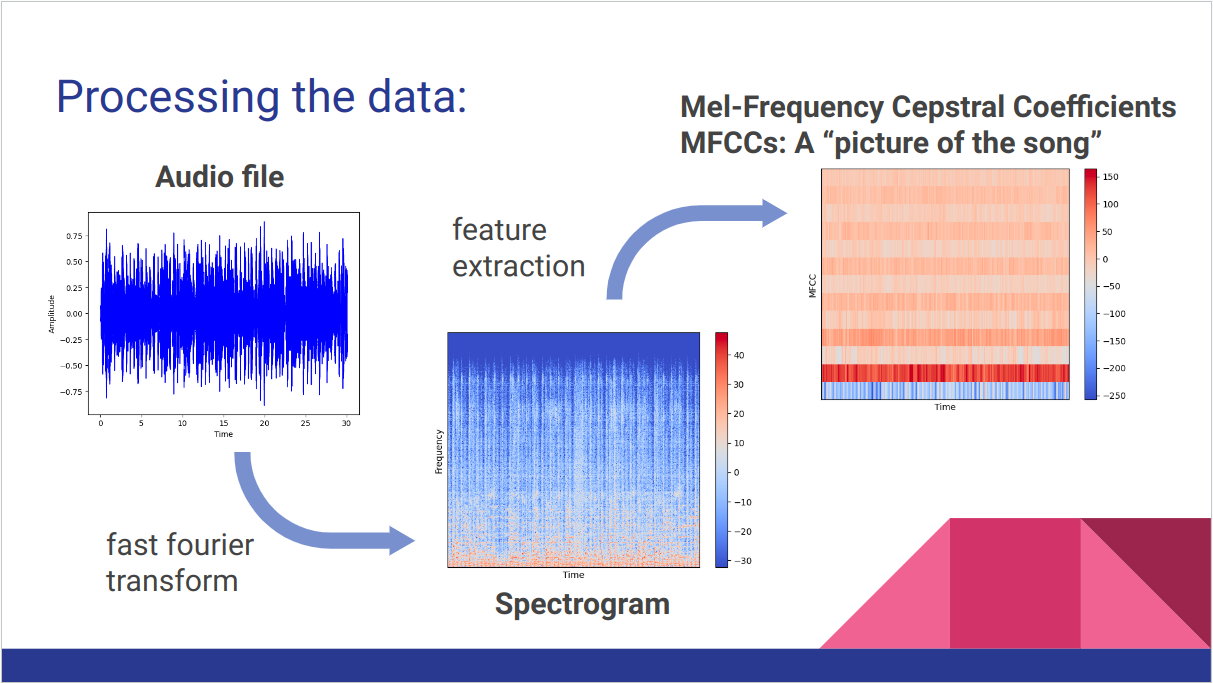 Processing the data:
Audio file
0.75
0.50
0.25
0.00
−0.25
−0.50
−0.75
Amplitude
0 5 10 15 20 25 30
Time
fast fourier
transform
feature
extraction
Frequency
Time
40
30
20
10
0
−10
−20
−30
Spectrogram
Mel-Frequency Cepstral Coefficients
MFCCs: A “picture of the song”
MFCC
Time
150
100
50
0
−50
−100
−150
−200
−250